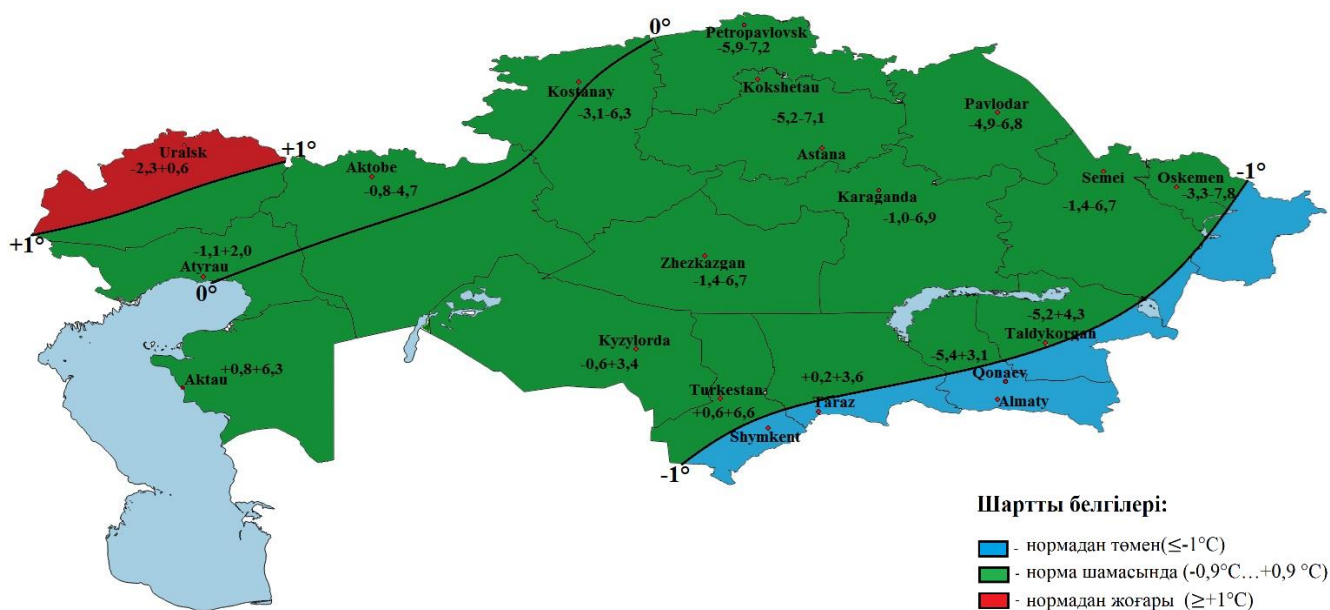 0°
Petropavlovsk
-5,9-7,2
Kostanay
-3,1-6,3
Kokshetau
-5,2-7,1
Astana
Pavlodar
-4,9-6,8
Uralsk
-2,3+0,6
+1°
+1°
Aktobe
-0,8-4,7
Karaganda
-1,0-6,9
Semei
-1,4-6,7
Oskemen
-3,3-7,8
-1°
-1,1+2,0
Atyrau
0°
Zhezkazgan
-1,4-6,7
-5,2+4,3
Taldykorgan
Kyzylorda
-0,6+3,4
-5,4+3,1
Qonaev
Almaty
+0,8+6,3
Aktau
Turkestan
+0,6+6,6
+0,2+3,6
Taraz
Shymkent
-1°
Шартты белгілері:
- нормадан төмен(≤-1°C)
- норма шамасында (-0,9°C…+0,9 °C)
- нормадан жоғары (≥+1°C)